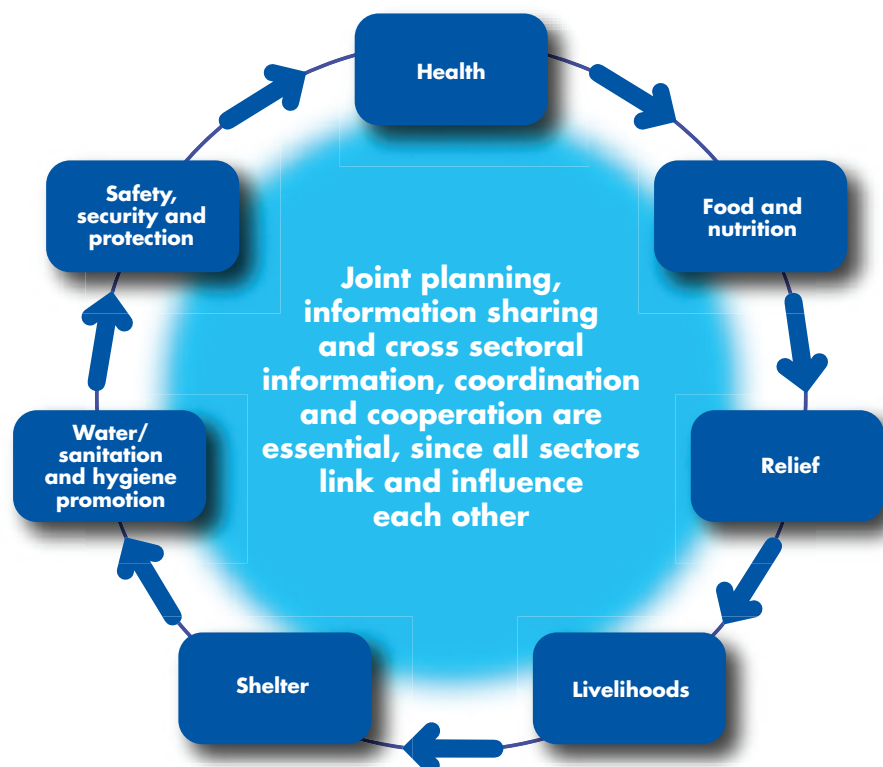 Health
Food and
nutrition
Relief
Livelihoods
Shelter
Water/
sanitation
and hygiene
promotion
Safety,
security and
protection
Joint planning,
information sharing
and cross sectoral
information, coordination
and cooperation are
essential, since all sectors
link and influence
each other